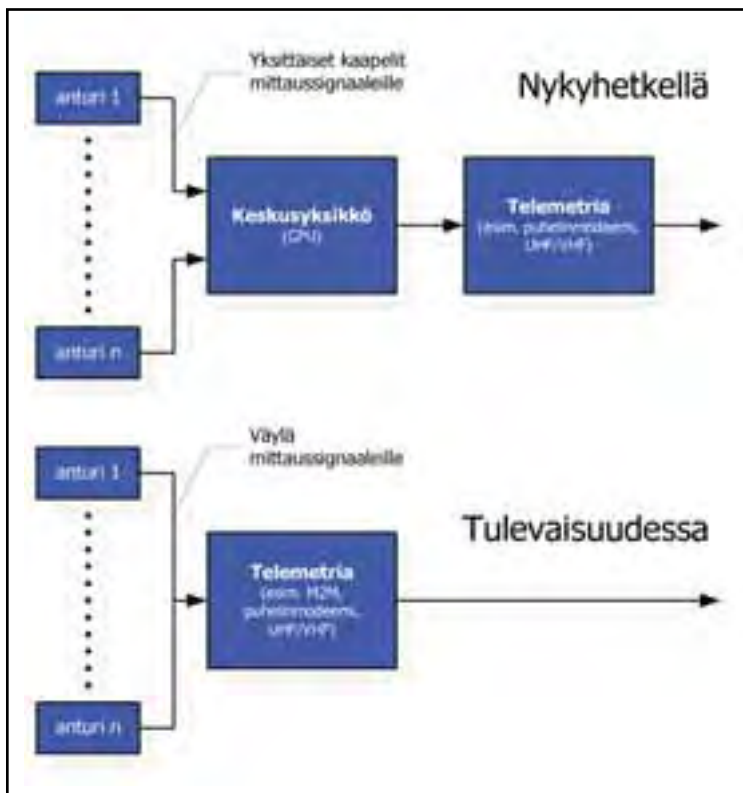 Yksittäiset kaapelit
mittaussignaaleille
Nykyhetkellä
anturi 1
Keskusyksikkö
(CPU)
Telemetria
(esim. puhelinmodeemi,
UHF/VHF)
anturi n
Väylä
mittaussignaaleille
anturi 1
Tulevaisuudessa
Telemetria
(esim. M2M,
puhelinmodeemi,
UHF/VHF)
anturi n